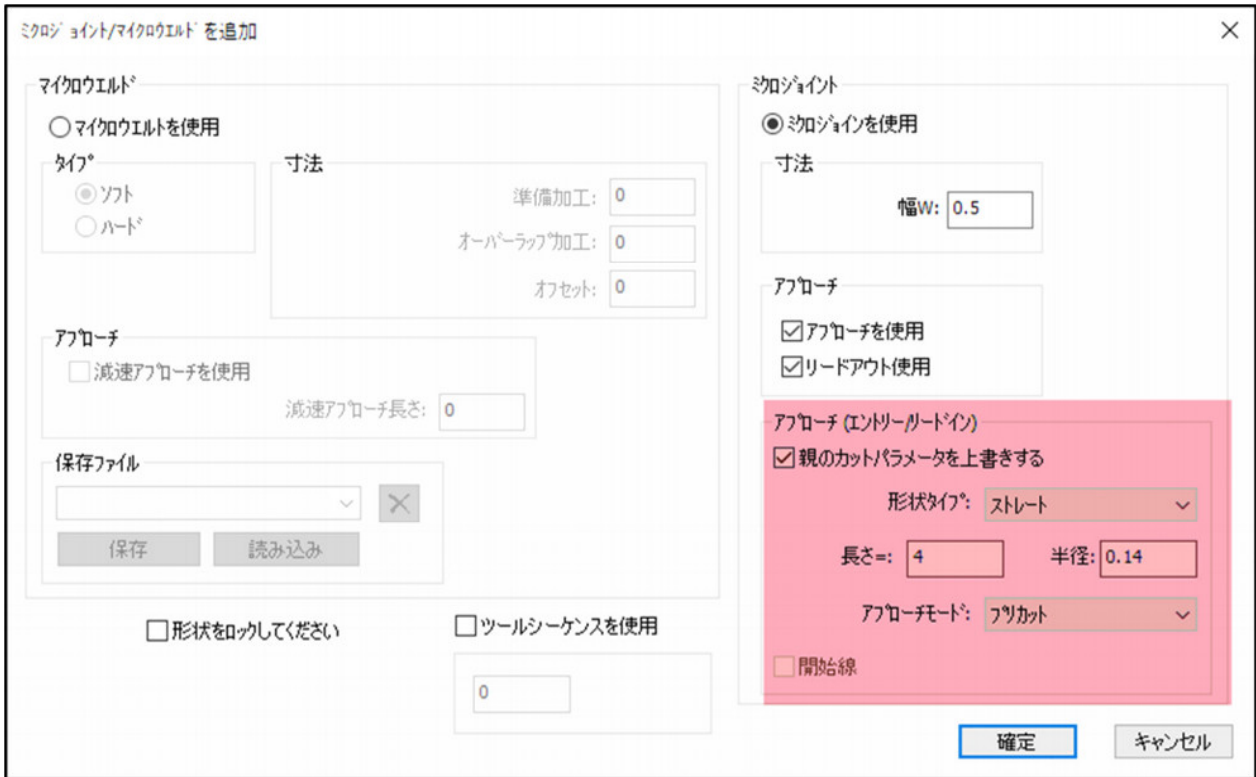 ﾐｸﾛｼﾞｮｲﾝﾄ/ﾏｲｸﾛｳｴﾙﾄﾞを追加
ﾏｲｸﾛｳｴﾙﾄﾞ
ﾏｲｸﾛｳｴﾙﾄを使用
ﾀｲﾌﾟ
ｿﾌﾄ
ﾊｰﾄﾞ
寸法
準備加工: 0
ｵｰﾊﾞｰﾗｯﾌﾟ加工: 0
ｵﾌｾｯﾄ: 0
ｱﾌﾟﾛｰﾁ
減速ｱﾌﾟﾛｰﾁを使用
減速ｱﾌﾟﾛｰﾁ長さ: 0
保存ﾌｧｲﾙ
保存 読み込み
形状をﾛｯｸしてください
ﾂｰﾙｼｰｹﾝｽを使用
0
ﾐｸﾛｼﾞｮｲﾝﾄ
ﾐｸﾛｼﾞｮｲﾝを使用
寸法
幅W: 0.5
ｱﾌﾟﾛｰﾁ
ｱﾌﾟﾛｰﾁを使用
ﾘｰﾄﾞｱｳﾄ使用
ｱﾌﾟﾛｰﾁ (ｴﾝﾄﾘｰ/ﾘｰﾄﾞｲﾝ)
親のｶｯﾄﾊﾟﾗﾒｰﾀを上書きする
形状ﾀｲﾌﾟ: ｽﾄﾚｰﾄ
長さ=: 4 半径: 0.14
ｱﾌﾟﾛｰﾁﾓｰﾄﾞ: ﾌﾟﾘｶｯﾄ
開始線
確定 ｷｬﾝｾﾙ